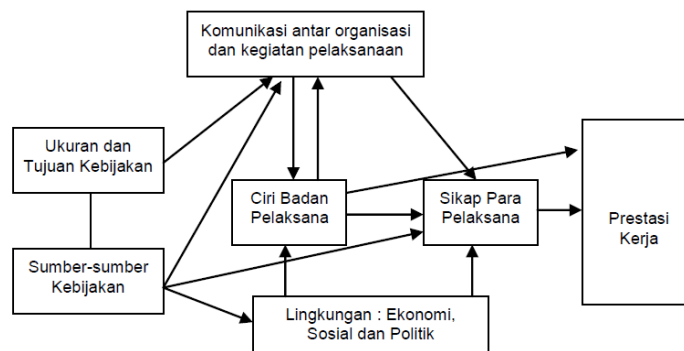 Komunikasi antar organisasi
dan kegiatan pelaksanaan
Ukuran dan
Tujuan Kebijakan
Ciri Badan
Pelaksana
Sikap Para
Pelaksana
Prestasi
Kerja
Sumber-sumber
Kebijakan
Lingkungan : Ekonomi,
Sosial dan Politik